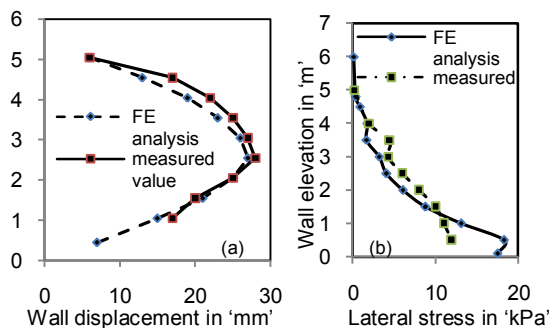 6
5
4
3
2
1
0
FE
analysis
measured
value
(a)
0 10 20 30
Wall displacement in ‘mm’
Wall elevation in ‘m’
8
7
6
5
4
3
2
1
0
FE
analysis
measured
(b)
0 10 20
Lateral stress in ‘kPa’